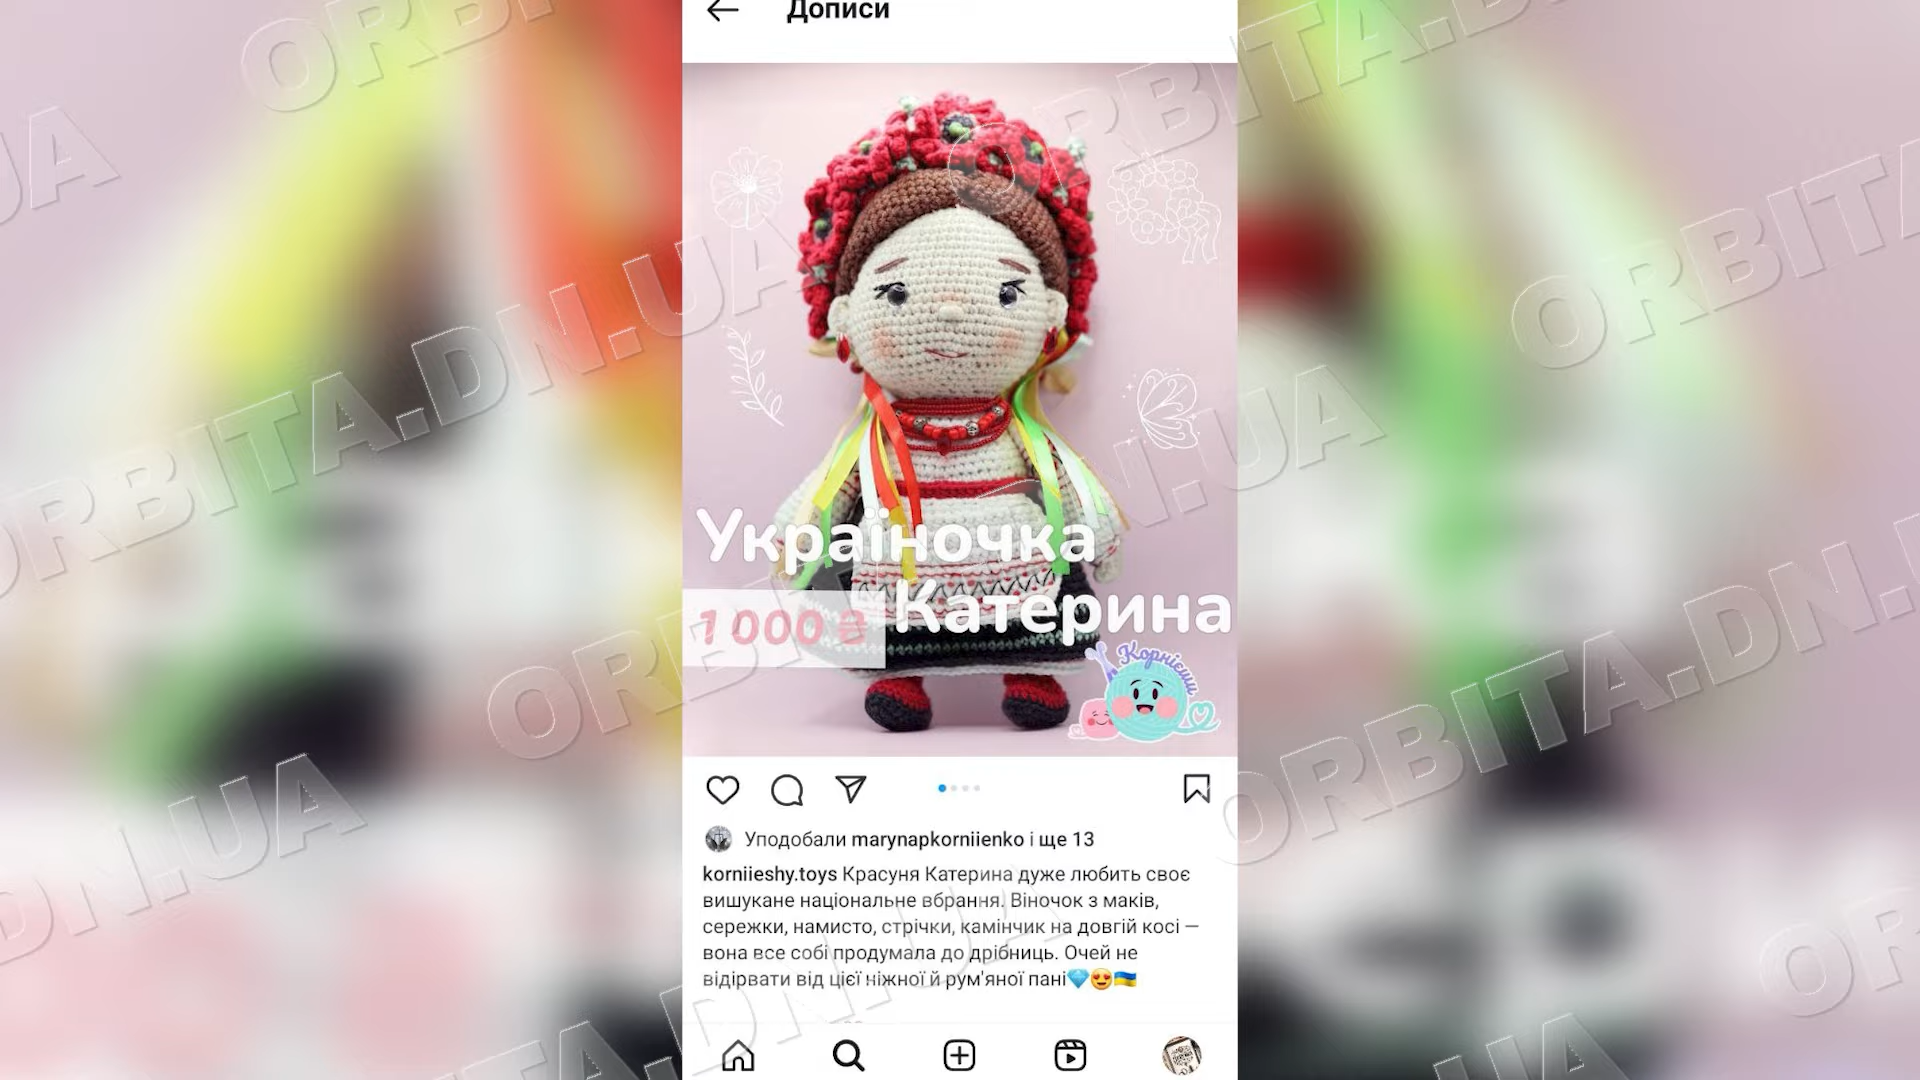 Дописи
Україночка
Катерина
1 000 ₴
Корнієши
Уподобали marynapkorniienko і ще 13
korniieshy.toys Красуня Катерина дуже любить своє
вишукане національне вбрання. Віночок з маків,
сережки, намисто, стрічки, камінчик на довгій косі —
вона все собі продумала до дрібниць. Очей не
відірвати від цієї ніжної й рум'яної пані💎😍🇺🇦
ORBITA.DN.UA